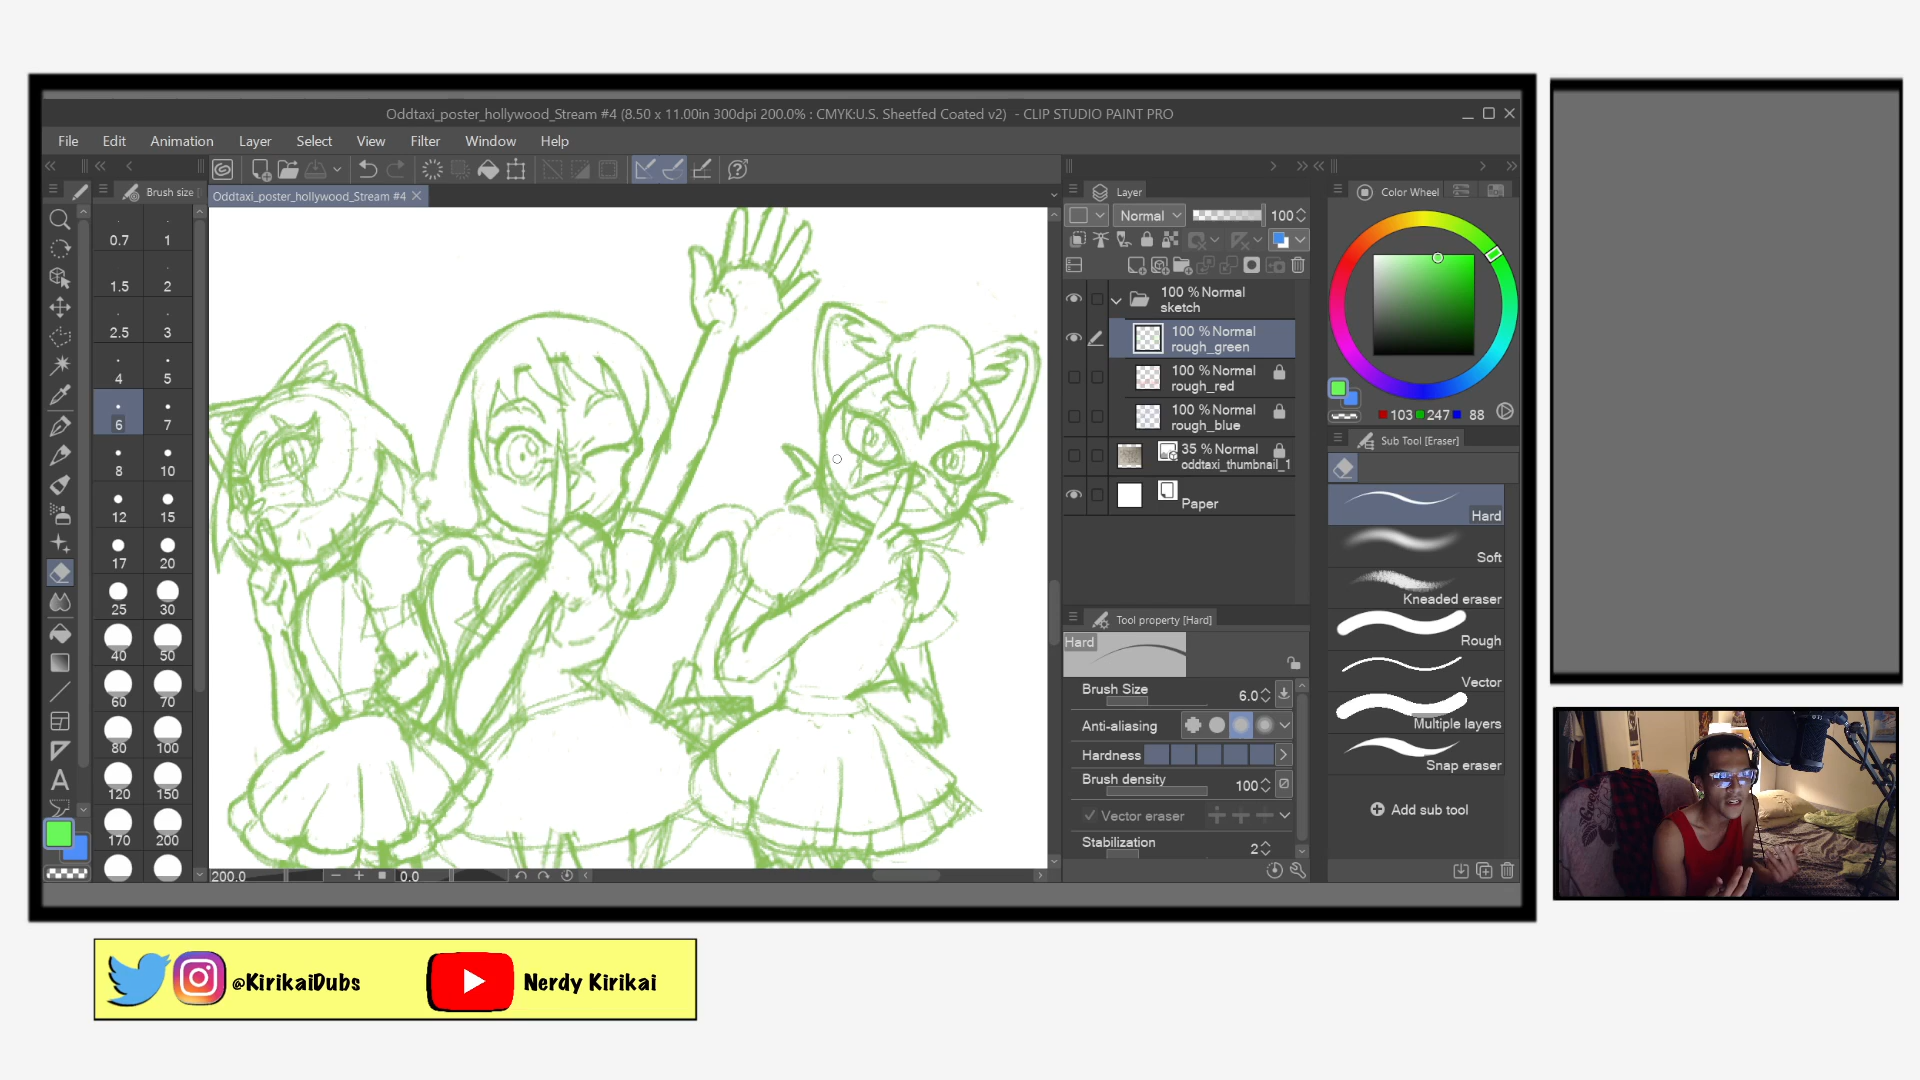 Oddtaxi_poster_hollywood_Stream #4 (8.50 x 11.00in 300dpi 200.0% : CMYK:U.S. Sheetfed Coated v2) - CLIP STUDIO PAINT PRO
File Edit Animation Layer Select View Filter Window Help
Brush size
Oddtaxi_poster_hollywood_Stream #4
0.7 1
1.5 2
2.5 3
4 5
6 7
8 10
12 15
17 20
25 30
40 50
60 70
80 100
120 150
170 200
200.0
0.0
Layer
Normal 100
100 % Normal
sketch
100 % Normal
rough_green
100 % Normal
rough_red
100 % Normal
rough_blue
35 % Normal
oddtaxi_thumbnail_1
Paper
Tool property [Hard]
Hard
Brush Size 6.0
Anti-aliasing
Hardness
Brush density 100
Vector eraser
Stabilization 2
Color Wheel
103 247 88
Sub Tool [Eraser]
Hard
Soft
Kneaded eraser
Rough
Vector
Multiple layers
Snap eraser
Add sub tool
@KirikaiDubs
Nerdy Kirikai